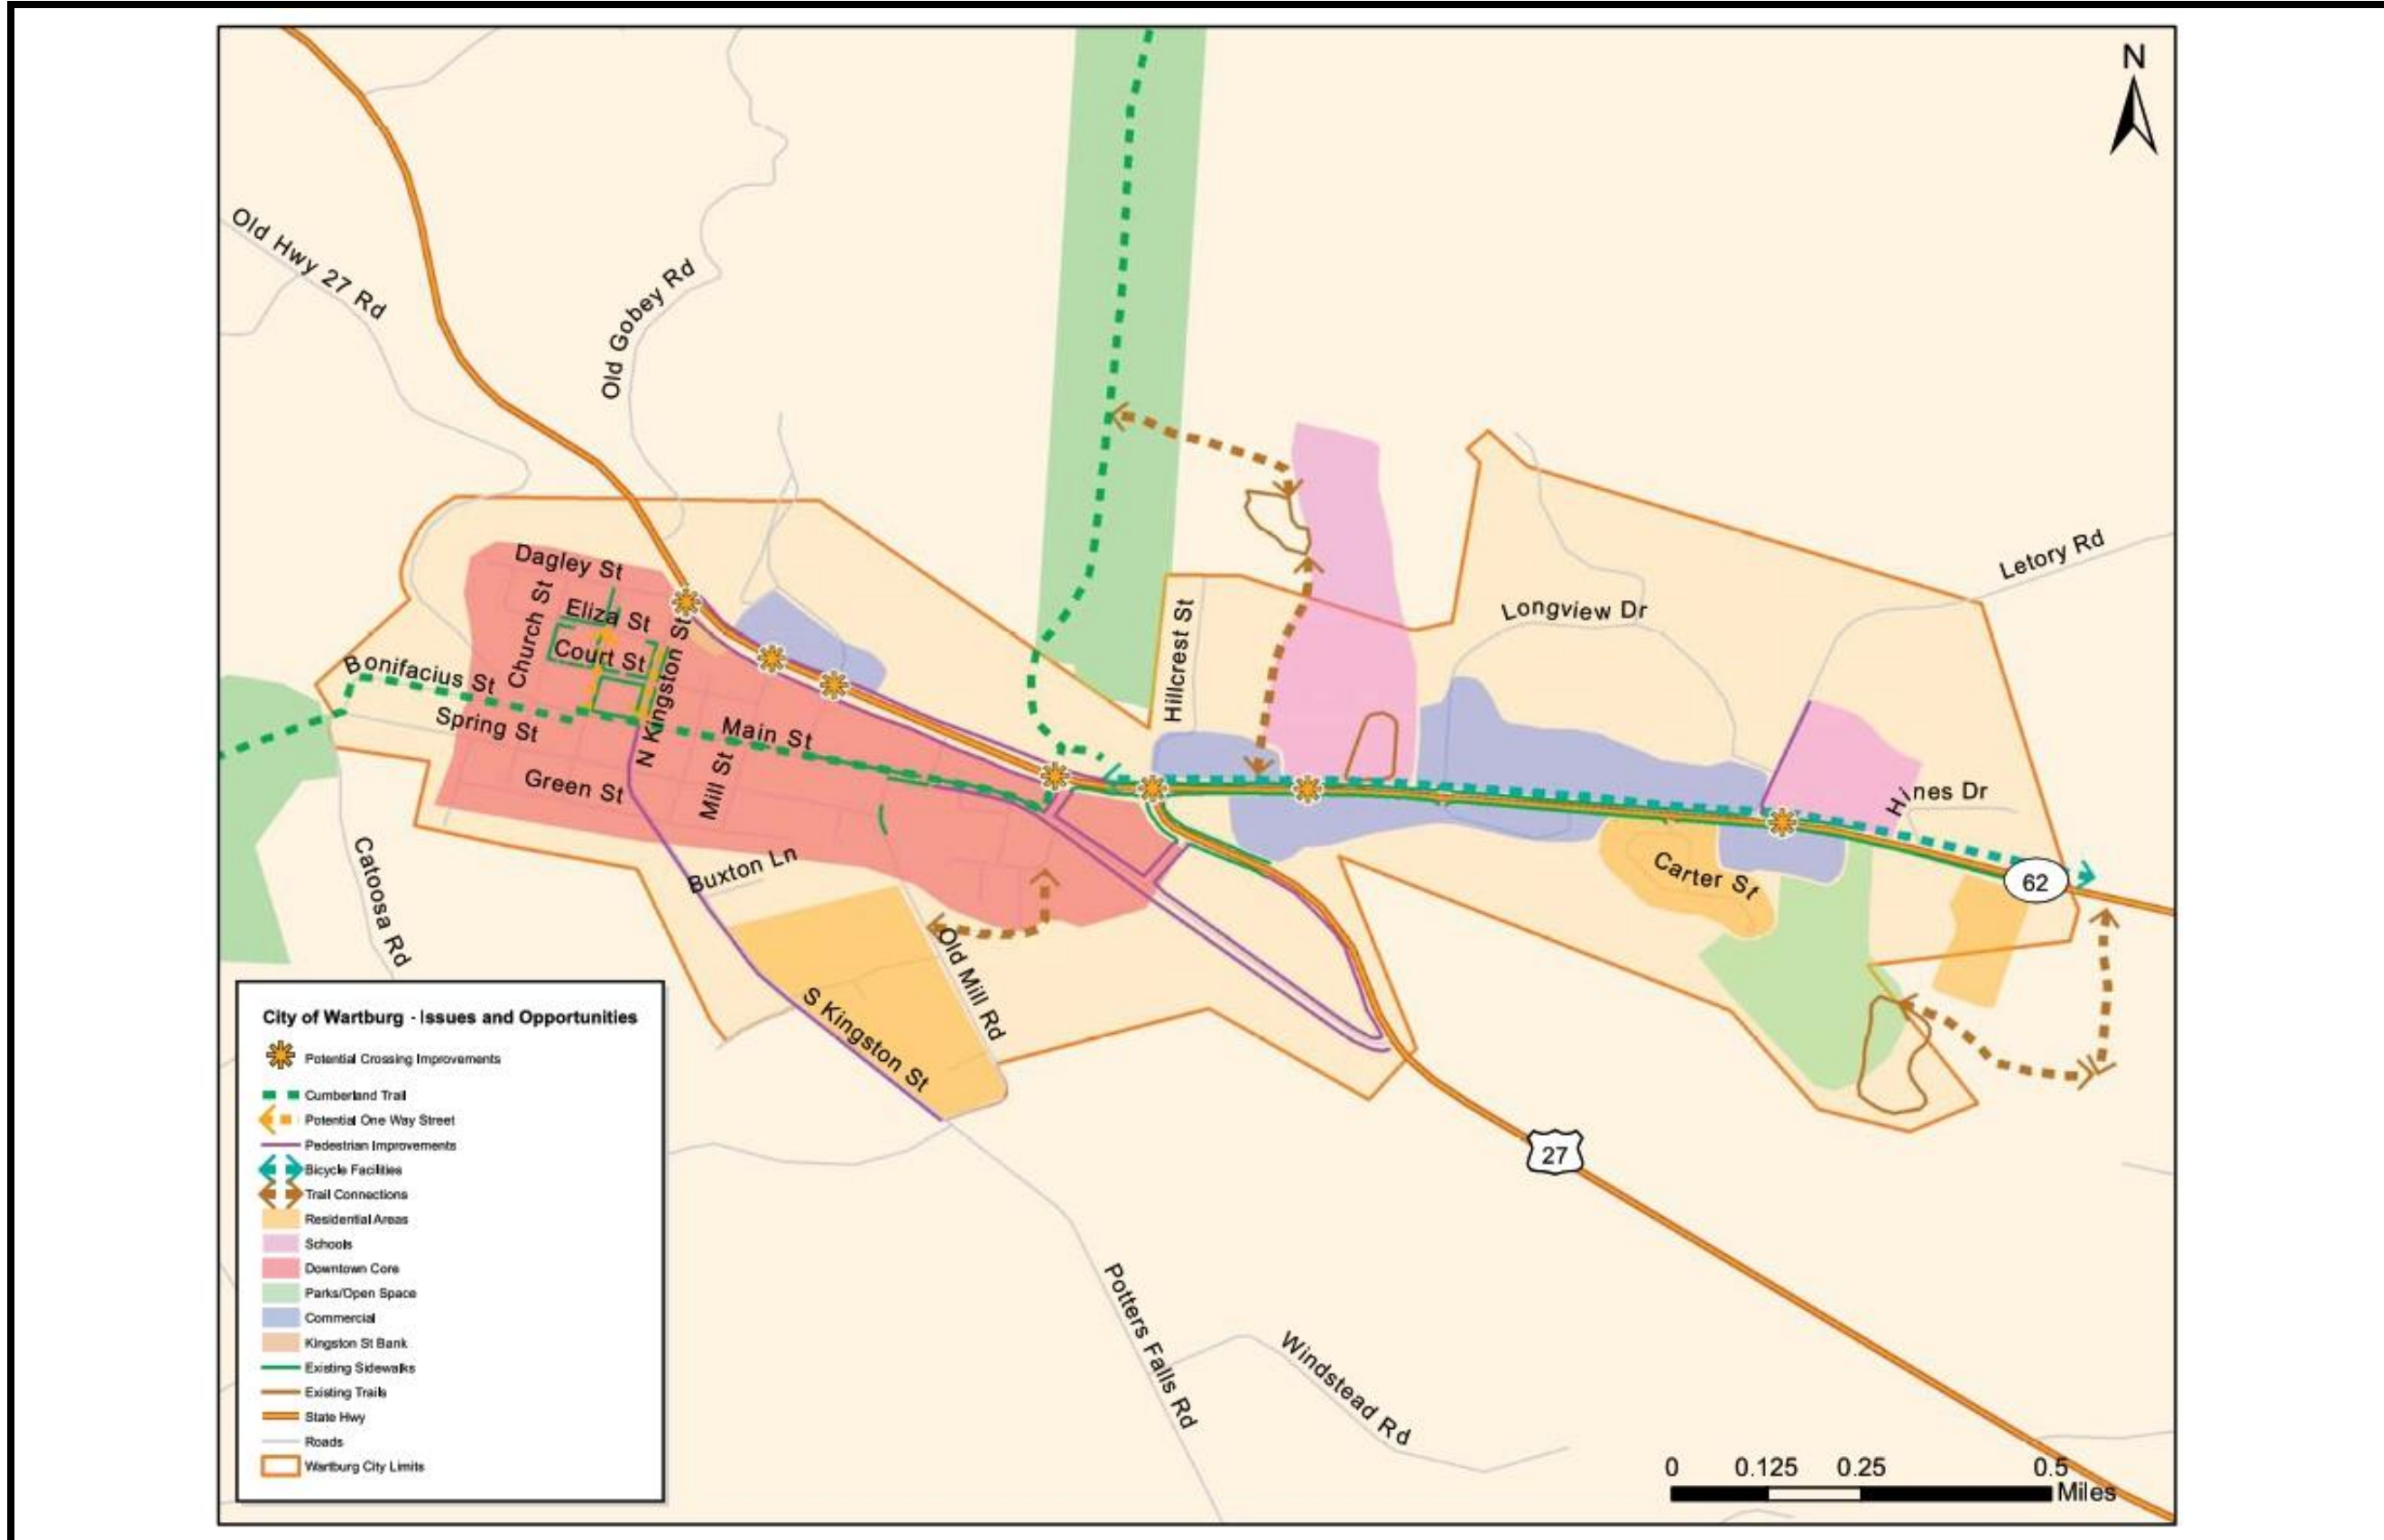 N
Old Hwy 27 Rd
Old Gobey Rd
Dagley St
Church St
Eliza St
Court St
N Kingston St
Bonifacius St
Spring St
Main St
Mill St
Green St
Buxton Ln
Catoosa Rd
S Kingston St
Old Mill Rd
Hillcrest St
Longview Dr
Letory Rd
Hines Dr
Carter St
62
27
Potters Falls Rd
Windstead Rd
City of Wartburg - Issues and Opportunities
Potential Crossing Improvements
Cumberland Trail
Potential One Way Street
Pedestrian Improvements
Bicycle Facilities
Trail Connections
Residential Areas
Schools
Downtown Core
Parks/Open Space
Commercial
Kingston St Bank
Existing Sidewalks
Existing Trails
State Hwy
Roads
Wartburg City Limits
0 0.125 0.25 0.5
Miles